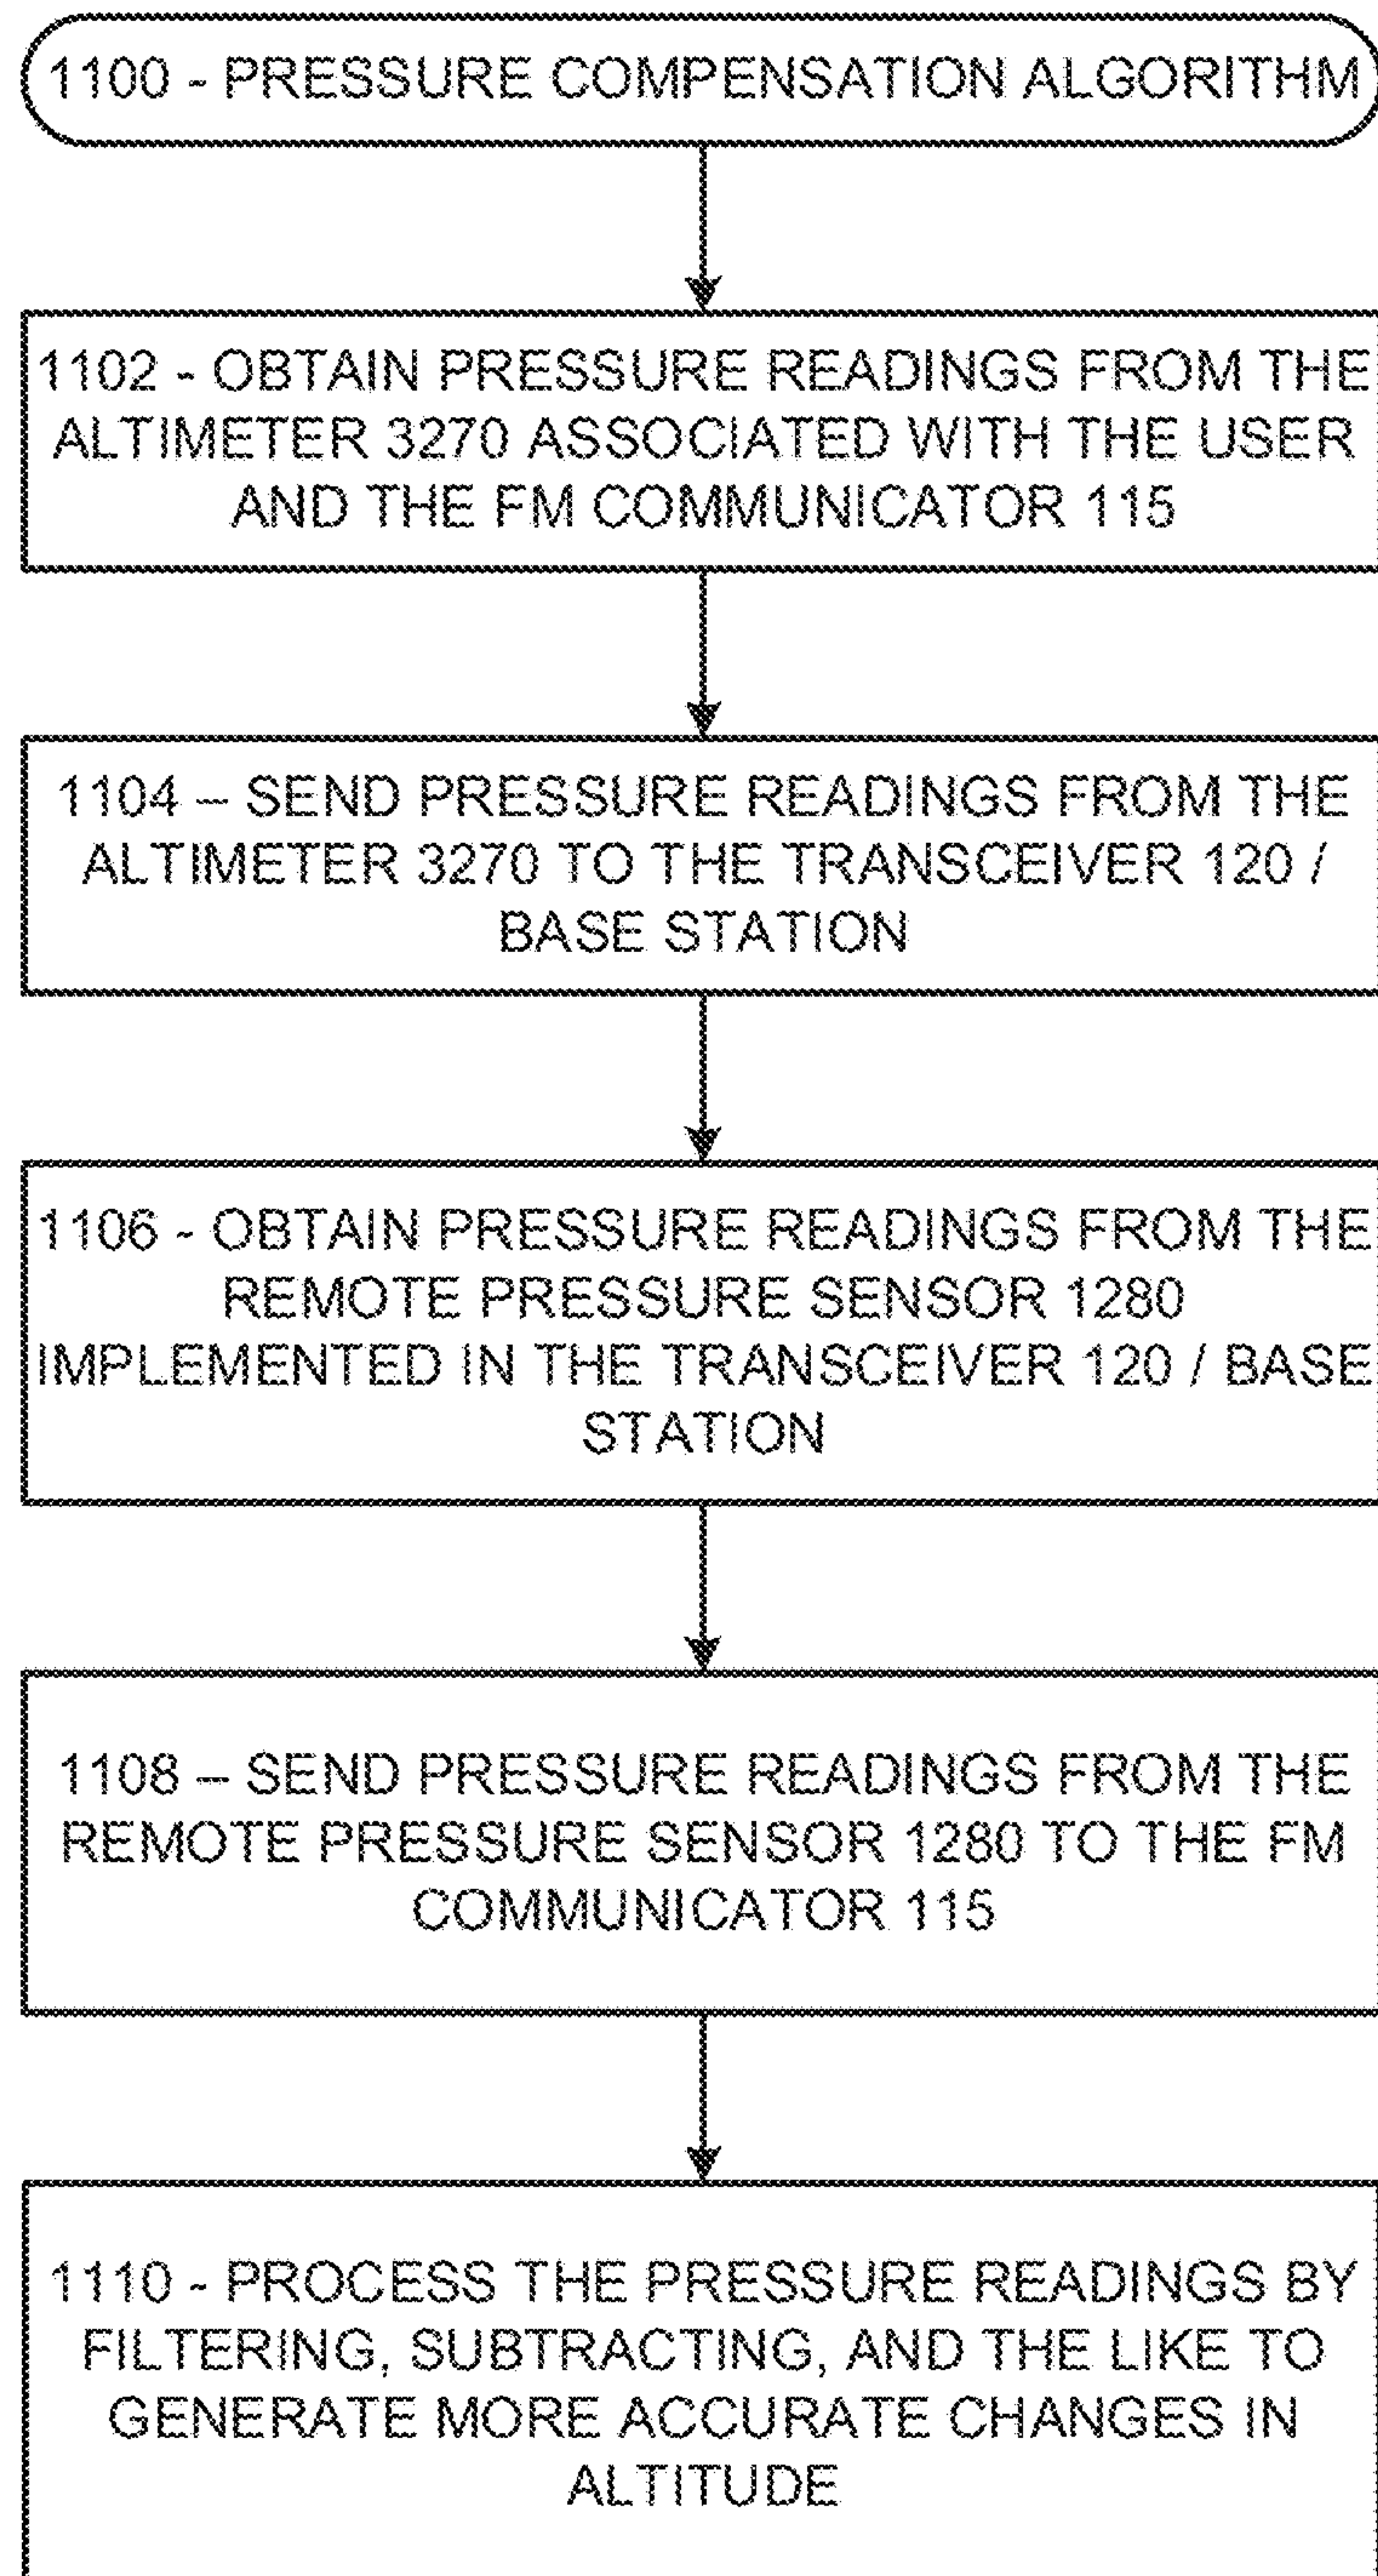 1100 - PRESSURE COMPENSATION ALGORITHM
1102 - OBTAIN PRESSURE READINGS FROM THE
ALTIMETER 3270 ASSOCIATED WITH THE USER
AND THE FM COMMUNICATOR 115
1104 – SEND PRESSURE READINGS FROM THE
ALTIMETER 3270 TO THE TRANSCEIVER 120 /
BASE STATION
1106 - OBTAIN PRESSURE READINGS FROM THE
REMOTE PRESSURE SENSOR 1280
IMPLEMENTED IN THE TRANSCEIVER 120 / BASE
STATION
1108 – SEND PRESSURE READINGS FROM THE
REMOTE PRESSURE SENSOR 1280 TO THE FM
COMMUNICATOR 115
1110 - PROCESS THE PRESSURE READINGS BY
FILTERING, SUBTRACTING, AND THE LIKE TO
GENERATE MORE ACCURATE CHANGES IN
ALTITUDE